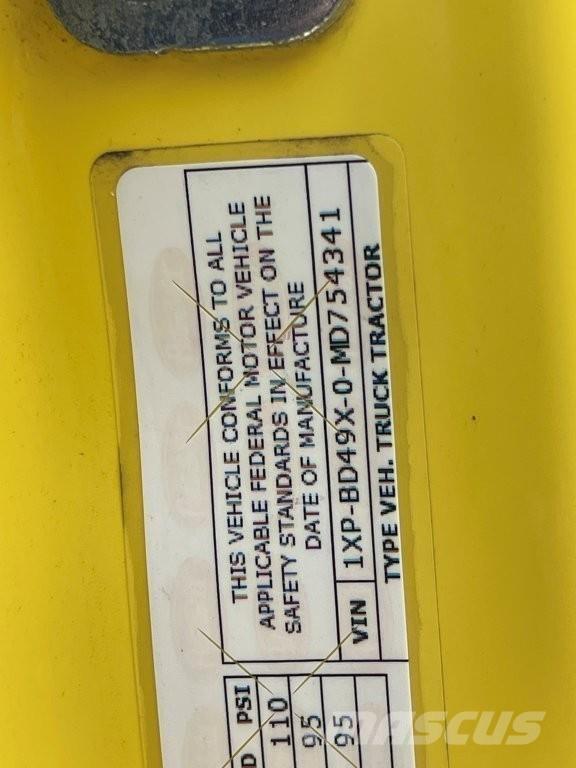 THIS VEHICLE CONFORMS TO ALL
APPLICABLE FEDERAL MOTOR VEHICLE
SAFETY STANDARDS IN EFFECT ON THE
DATE OF MANUFACTURE
VIN 1XP-BD49X-0-MD754341
TYPE VEH. TRUCK TRACTOR
D PSI
110
95
95
MASCUS